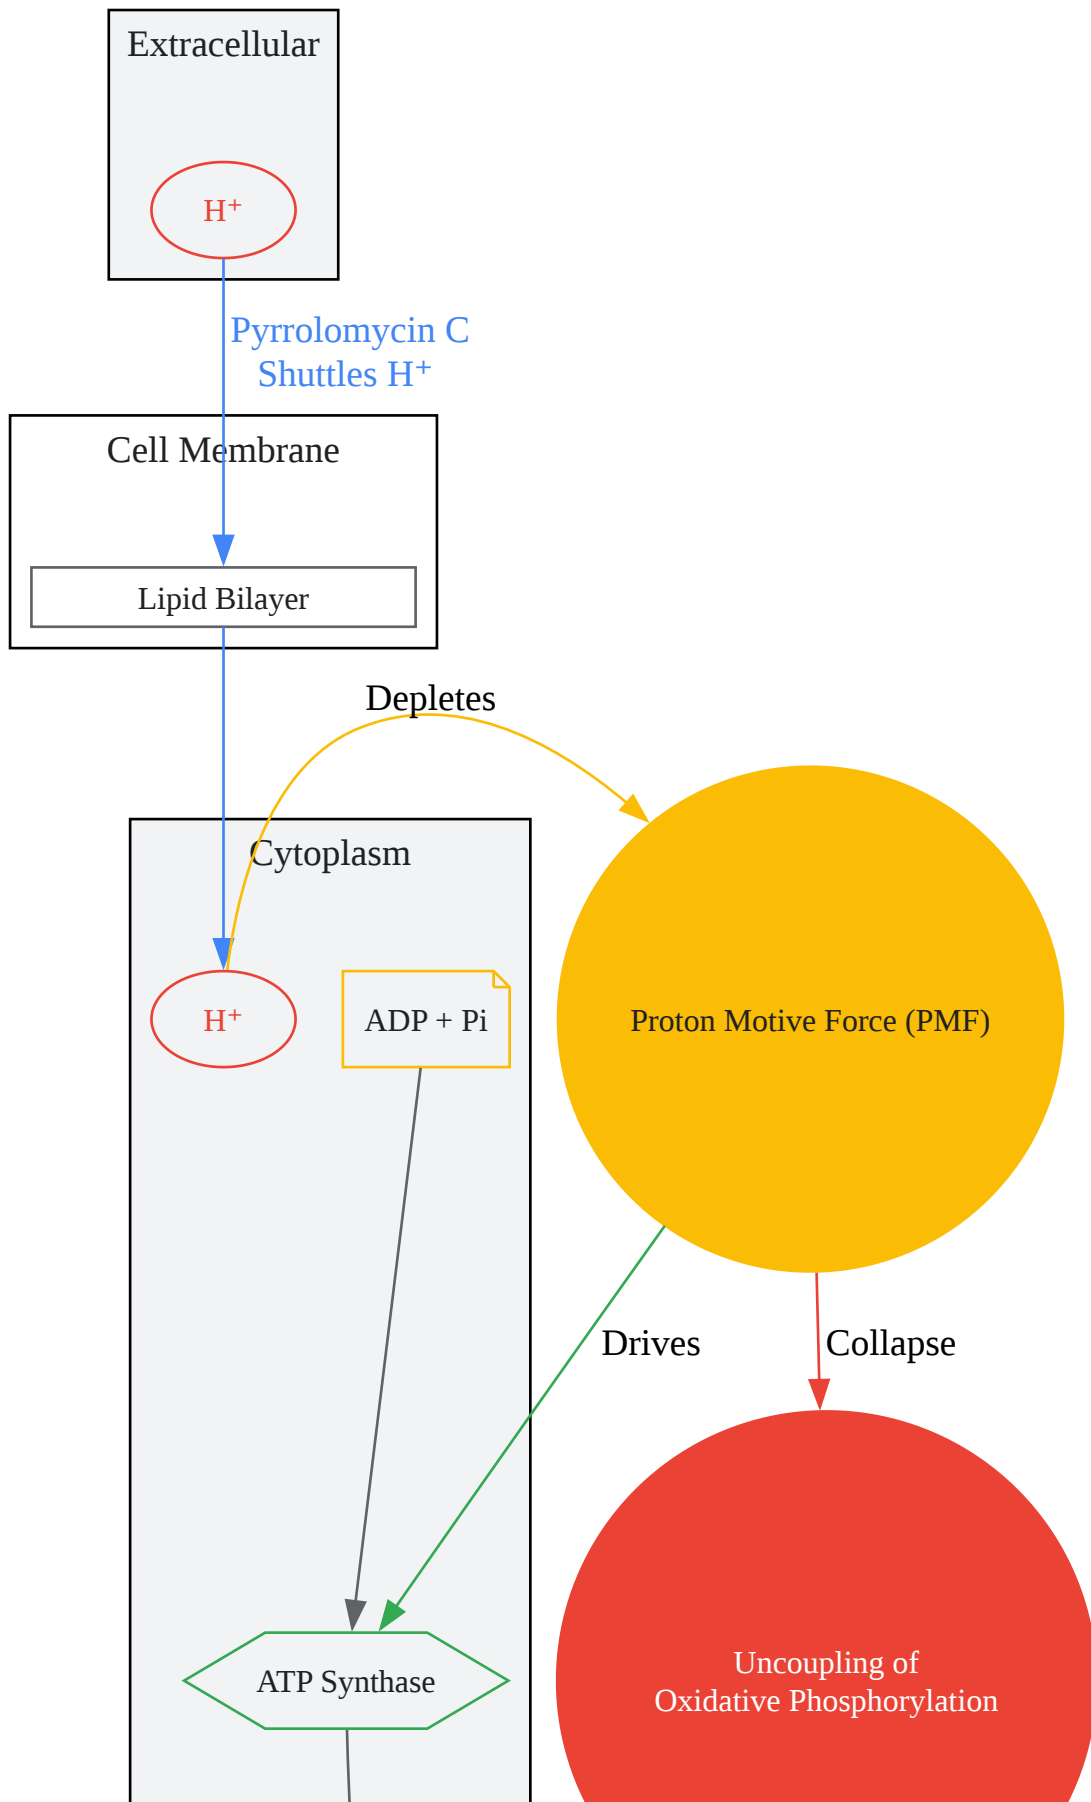 Extracellular
H⁺
Pyrrolomycin C
Shuttles H⁺
Cell Membrane
Lipid Bilayer
Depletes
Cytoplasm
H⁺
ADP + Pi
Proton Motive Force (PMF)
Drives
Collapse
ATP Synthase
Uncoupling of
Oxidative Phosphorylation